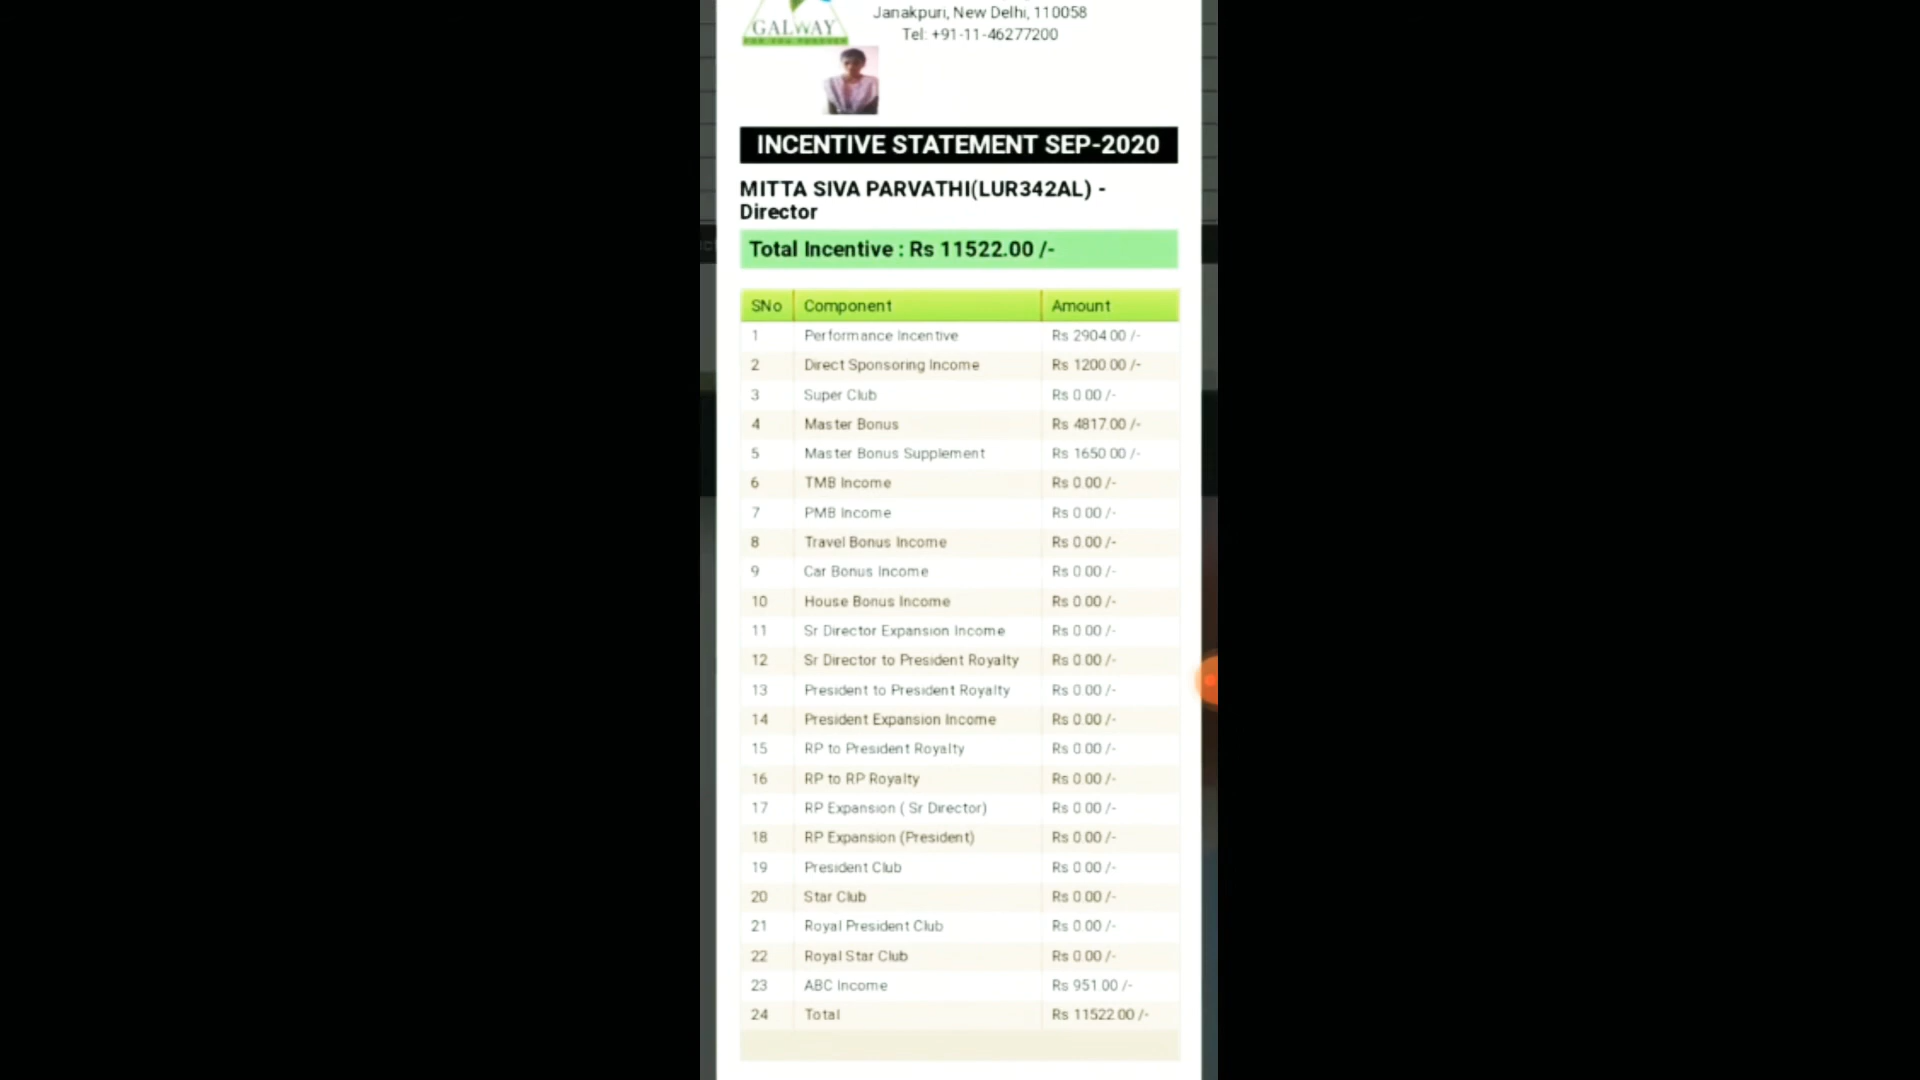 GALWAY
Janakpuri, New Delhi, 110058
Tel: +91-11-46277200
INCENTIVE STATEMENT SEP-2020
MITTA SIVA PARVATHI(LUR342AL) -
Director
Total Incentive : Rs 11522.00 /-
SNo Component Amount
1 Performance Incentive Rs 2904.00 /-
2 Direct Sponsoring Income Rs 1200.00 /-
3 Super Club Rs 0.00 /-
4 Master Bonus Rs 4817.00 /-
5 Master Bonus Supplement Rs 1650.00 /-
6 TMB Income Rs 0.00 /-
7 PMB Income Rs 0.00 /-
8 Travel Bonus Income Rs 0.00 /-
9 Car Bonus Income Rs 0.00 /-
10 House Bonus Income Rs 0.00 /-
11 Sr Director Expansion Income Rs 0.00 /-
12 Sr Director to President Royalty Rs 0.00 /-
13 President to President Royalty Rs 0.00 /-
14 President Expansion Income Rs 0.00 /-
15 RP to President Royalty Rs 0.00 /-
16 RP to RP Royalty Rs 0.00 /-
17 RP Expansion ( Sr Director) Rs 0.00 /-
18 RP Expansion (President) Rs 0.00 /-
19 President Club Rs 0.00 /-
20 Star Club Rs 0.00 /-
21 Royal President Club Rs 0.00 /-
22 Royal Star Club Rs 0.00 /-
23 ABC Income Rs 951.00 /-
24 Total Rs 11522.00 /-